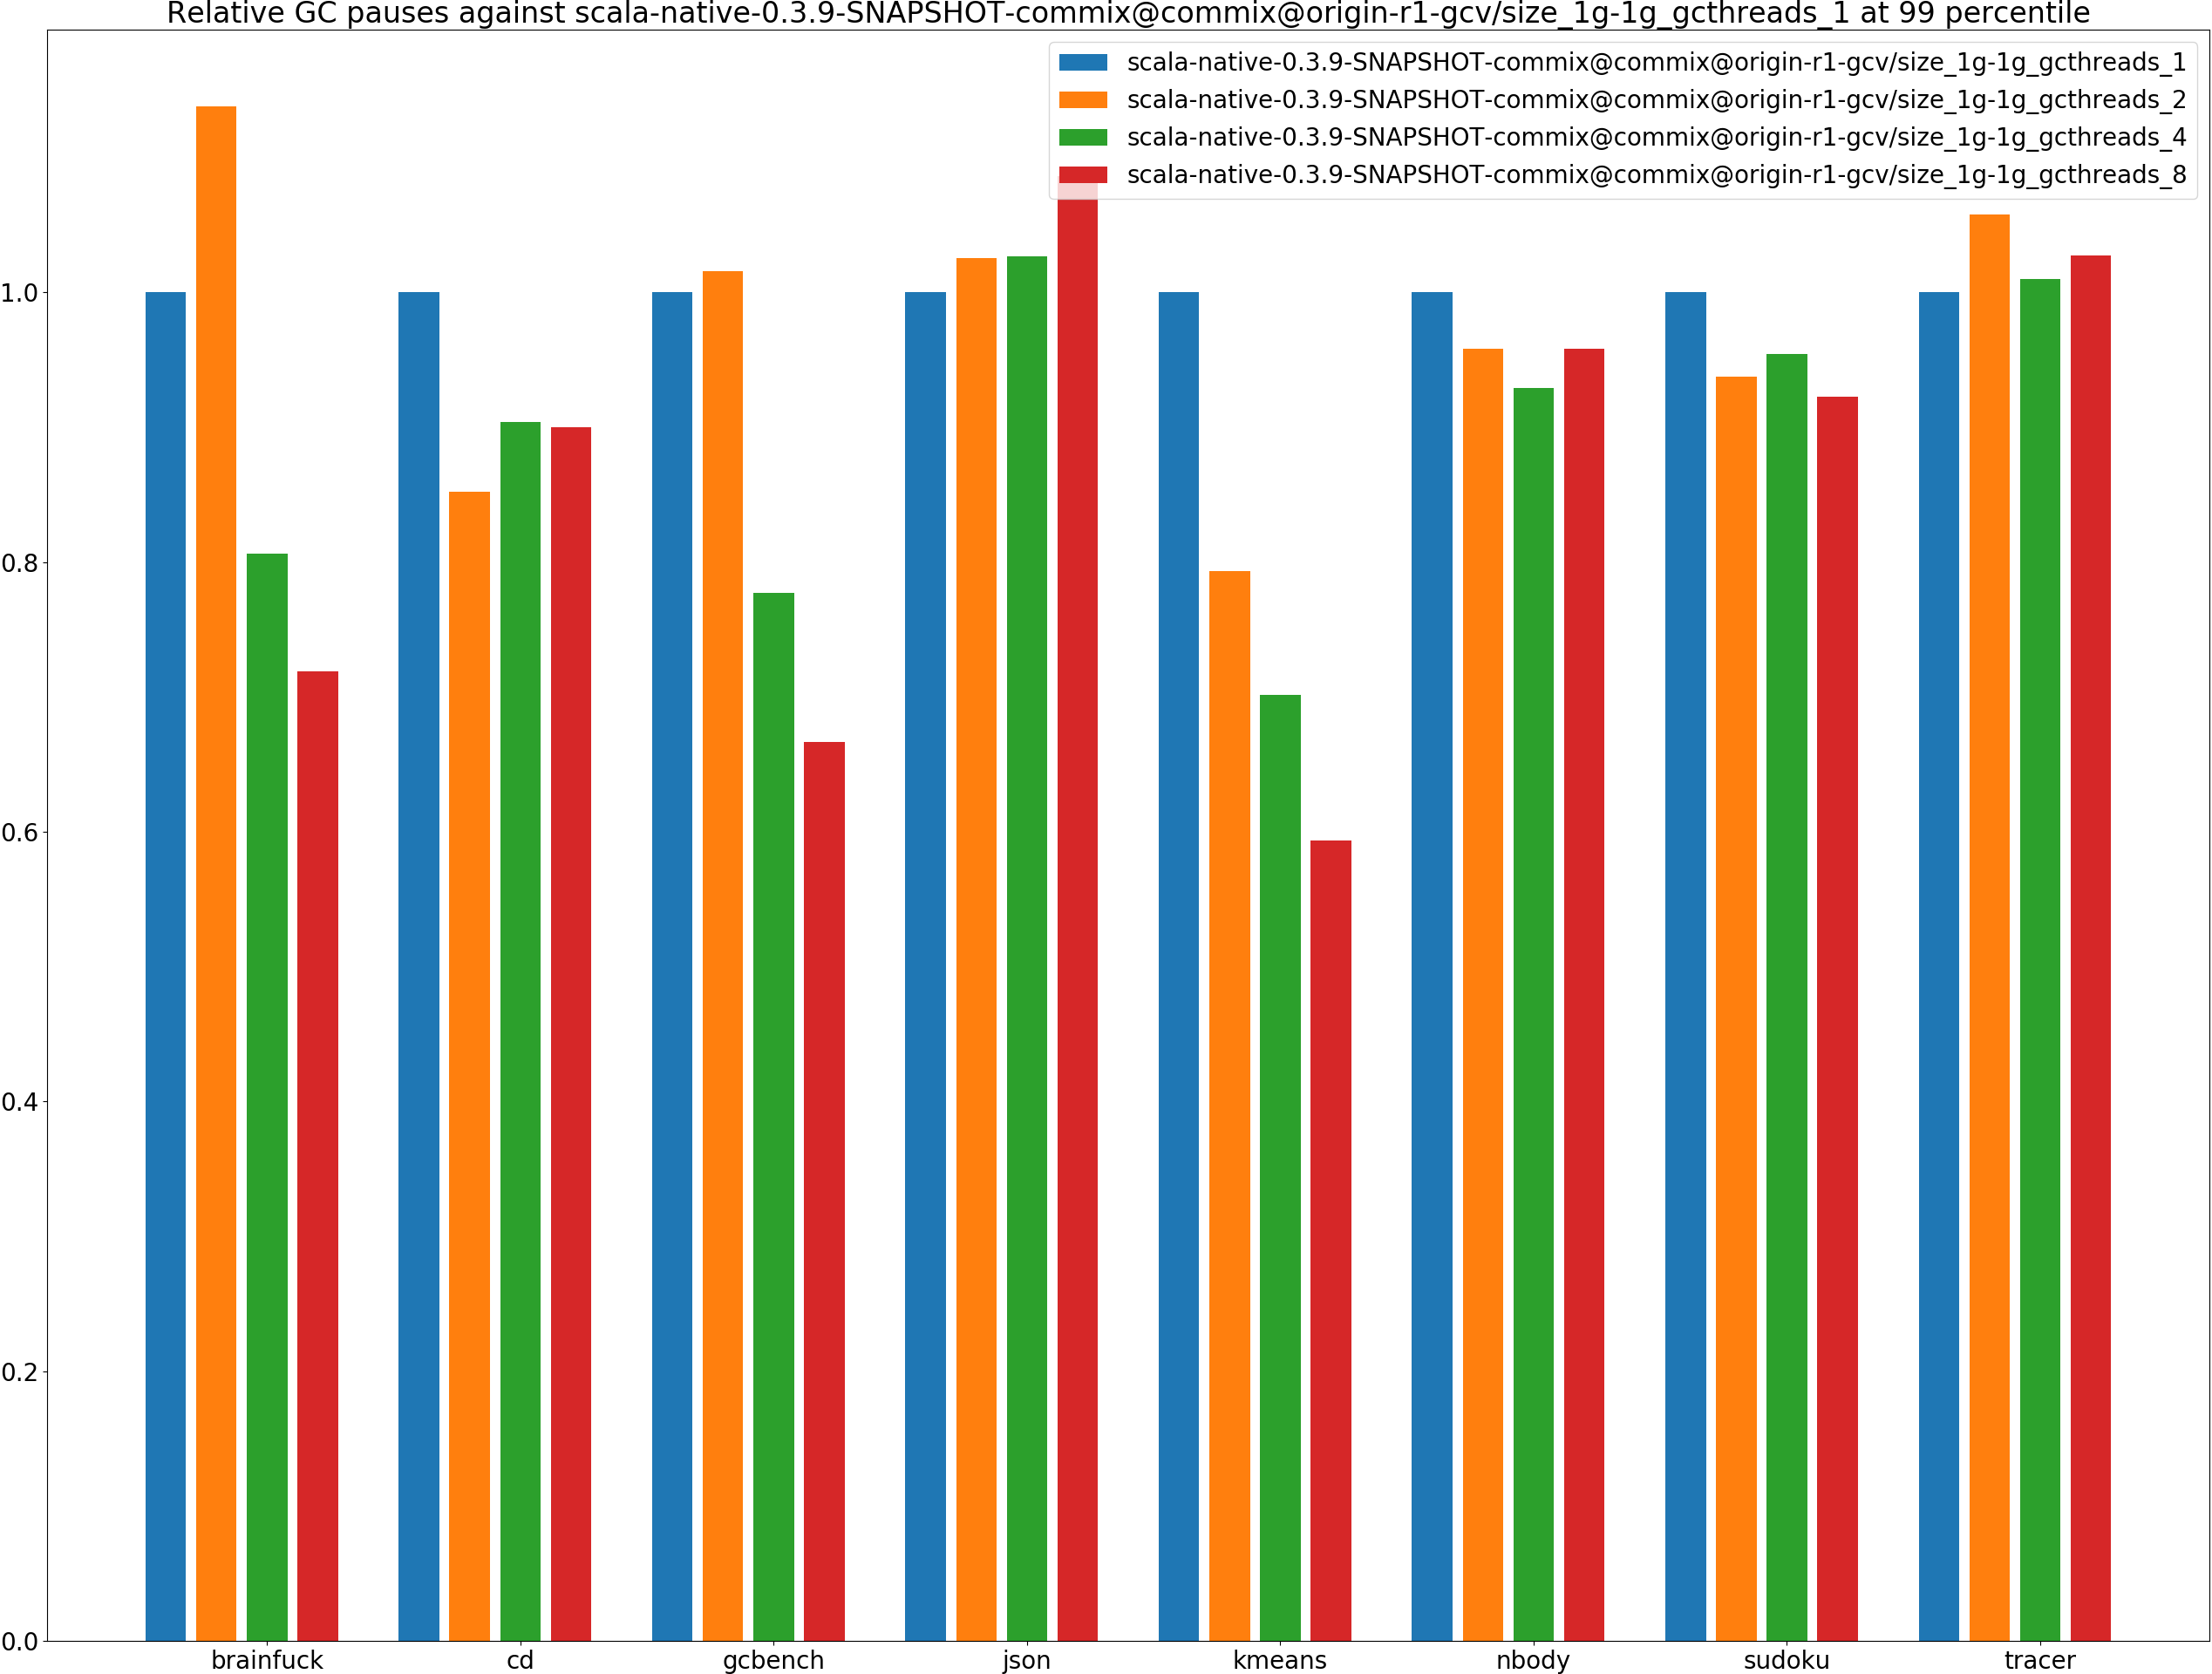 Relative GC pauses against scala-native-0.3.9-SNAPSHOT-commix@commix@origin-r1-gcv/size_1g-1g_gcthreads_1 at 99 percentile
scala-native-0.3.9-SNAPSHOT-commix@commix@origin-r1-gcv/size_1g-1g_gcthreads_1
scala-native-0.3.9-SNAPSHOT-commix@commix@origin-r1-gcv/size_1g-1g_gcthreads_2
scala-native-0.3.9-SNAPSHOT-commix@commix@origin-r1-gcv/size_1g-1g_gcthreads_4
scala-native-0.3.9-SNAPSHOT-commix@commix@origin-r1-gcv/size_1g-1g_gcthreads_8
1.0
0.8
0.6
0.4
0.2
0.0
brainfuck cd gcbench json kmeans nbody sudoku tracer